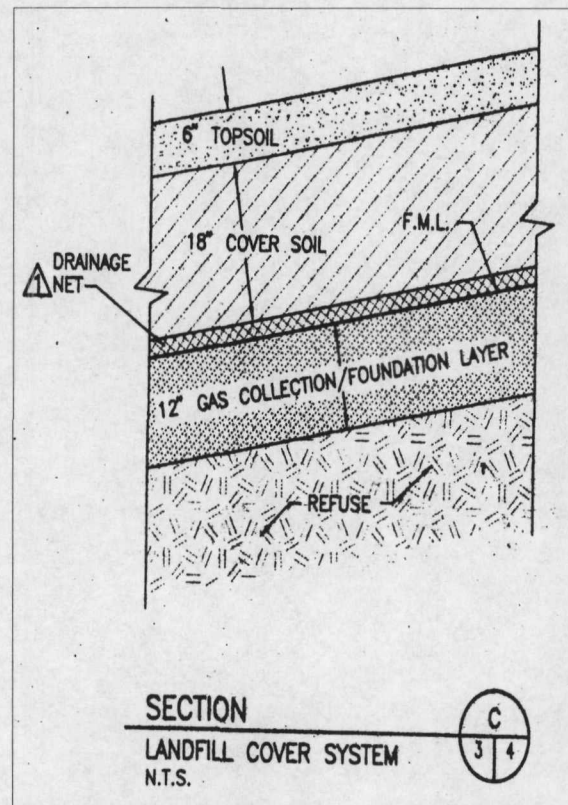 6" TOPSOIL
F.M.L.
18" COVER SOIL
DRAINAGE
1 NET
12" GAS COLLECTION/FOUNDATION LAYER
REFUSE
SECTION
C
3 4
LANDFILL COVER SYSTEM
N.T.S.